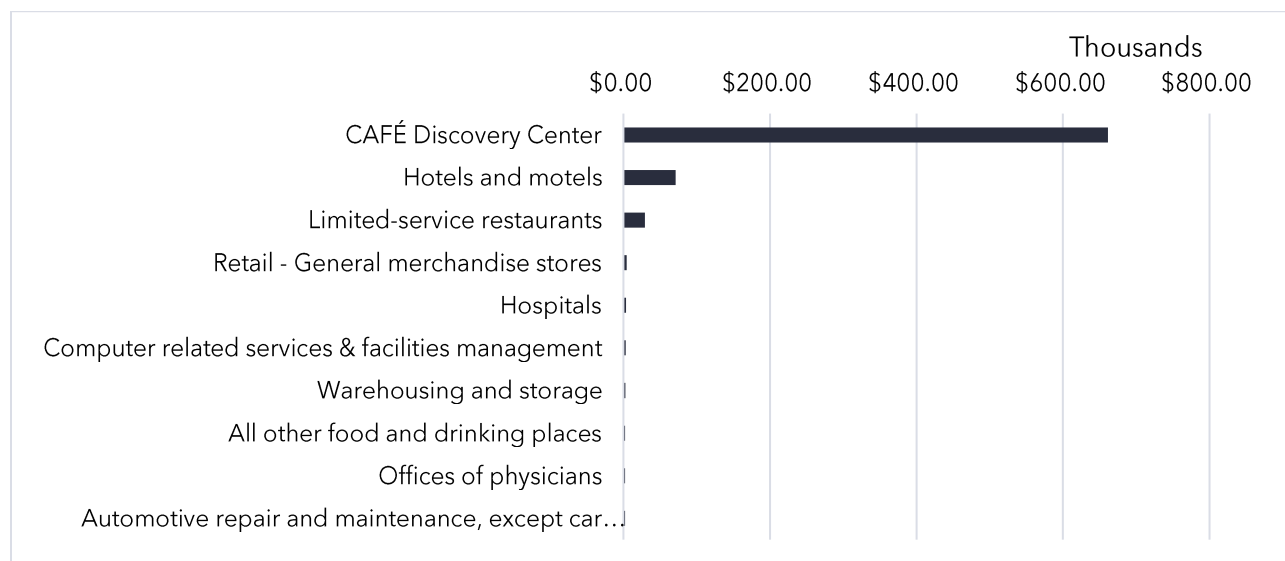 Thousands
$0.00 $200.00 $400.00 $600.00 $800.00
CAFÉ Discovery Center
Hotels and motels
Limited-service restaurants
Retail - General merchandise stores
Hospitals
Computer related services & facilities management
Warehousing and storage
All other food and drinking places
Offices of physicians
Automotive repair and maintenance, except car…